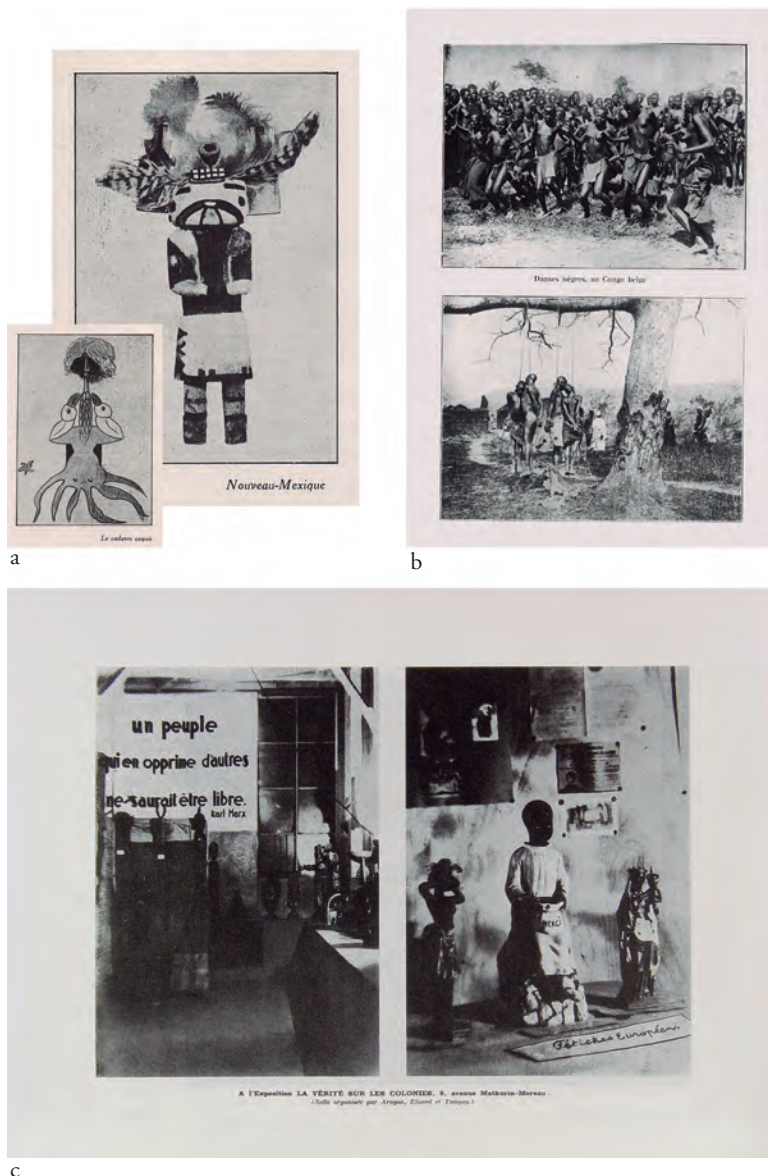 Nouveau-Mexique
Le cadavre exquis
a
Danses nègres, au Congo belge
b
un peuple
qui en opprime d'autres
ne saurait être libre.
karl Marx
MERCI
Fétiches Européens
A l'Exposition LA VÉRITÉ SUR LES COLONIES, 8, avenue Mathurin-Moreau.
(Salle organisée par Aragon, Eluard et Tanguy.)
c